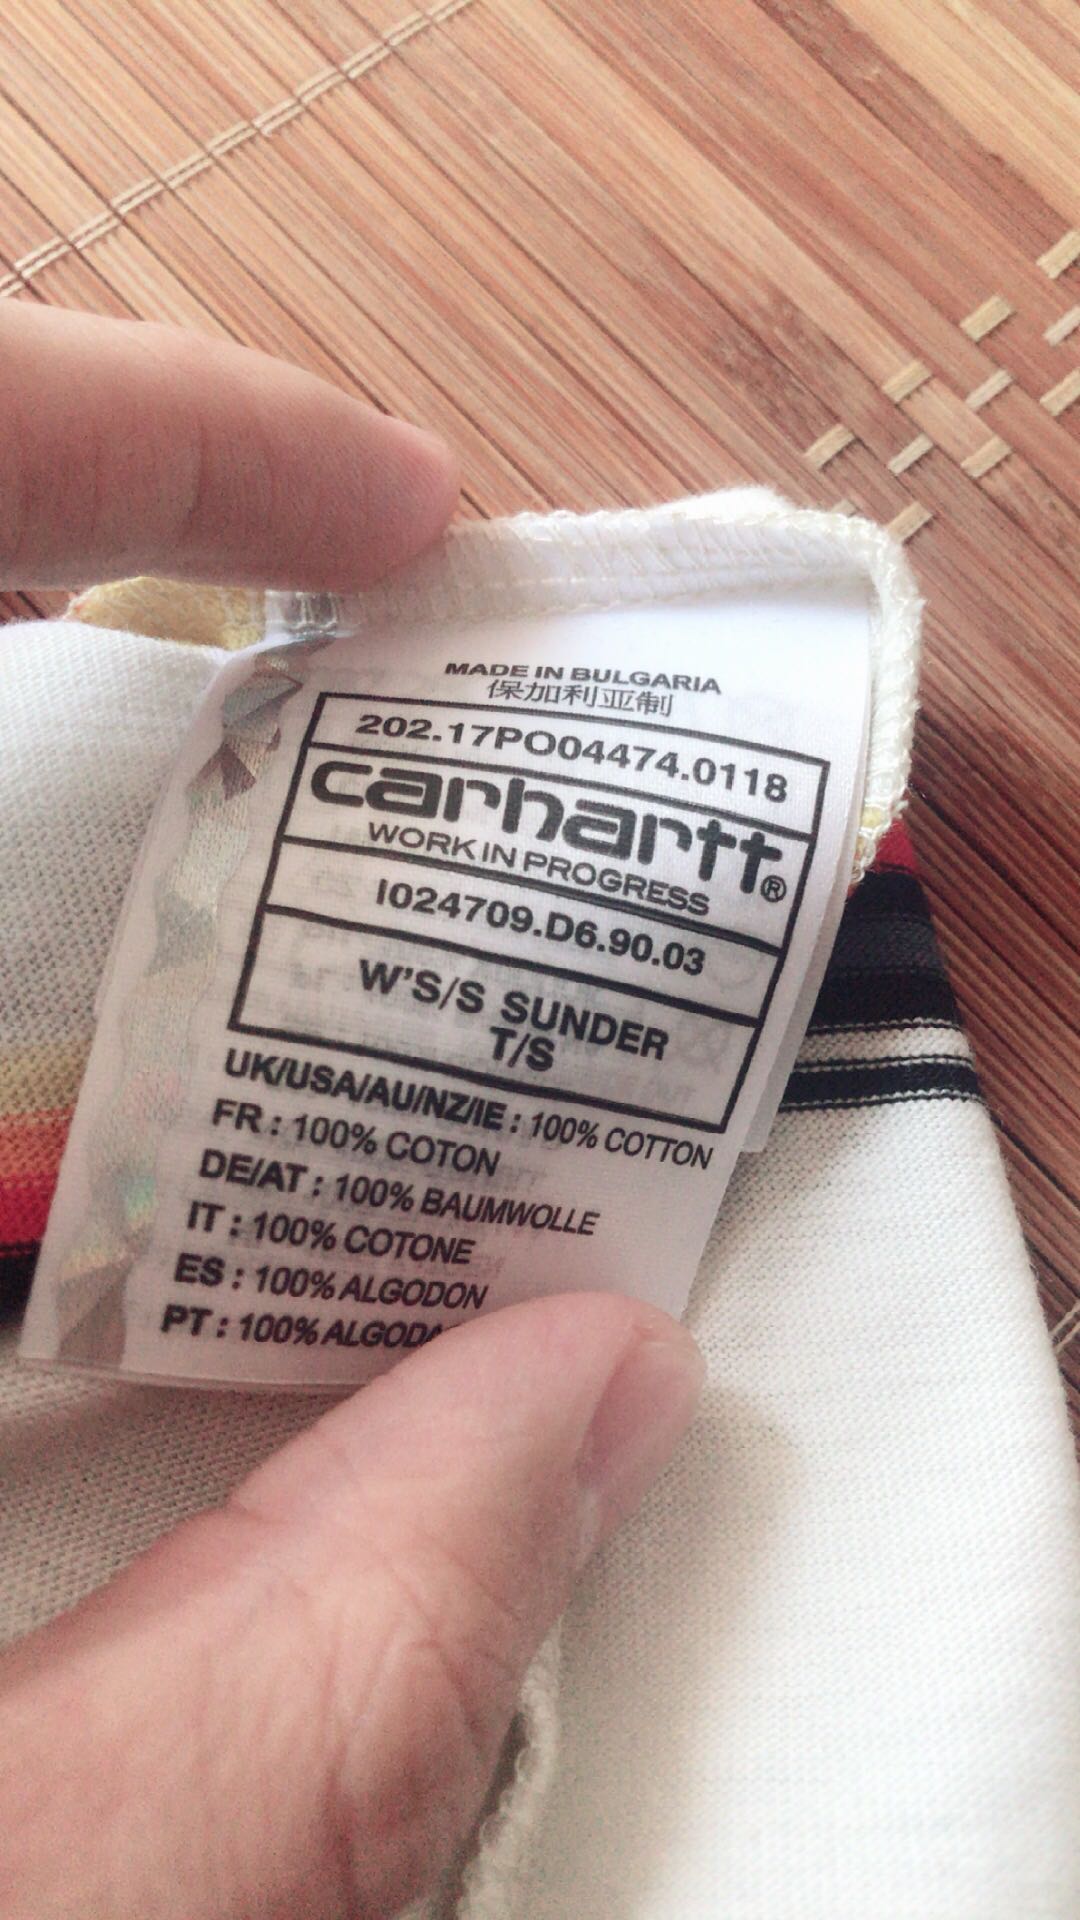 MADE IN BULGARIA
保加利亚制
202.17PO04474.0118
carhartt®
WORK IN PROGRESS
I024709.D6.90.03
W'S/S SUNDER
T/S
UK/USA/AU/NZ/IE : 100% COTTON
FR : 100% COTON
DE/AT : 100% BAUMWOLLE
IT : 100% COTONE
ES : 100% ALGODON
PT : 100%